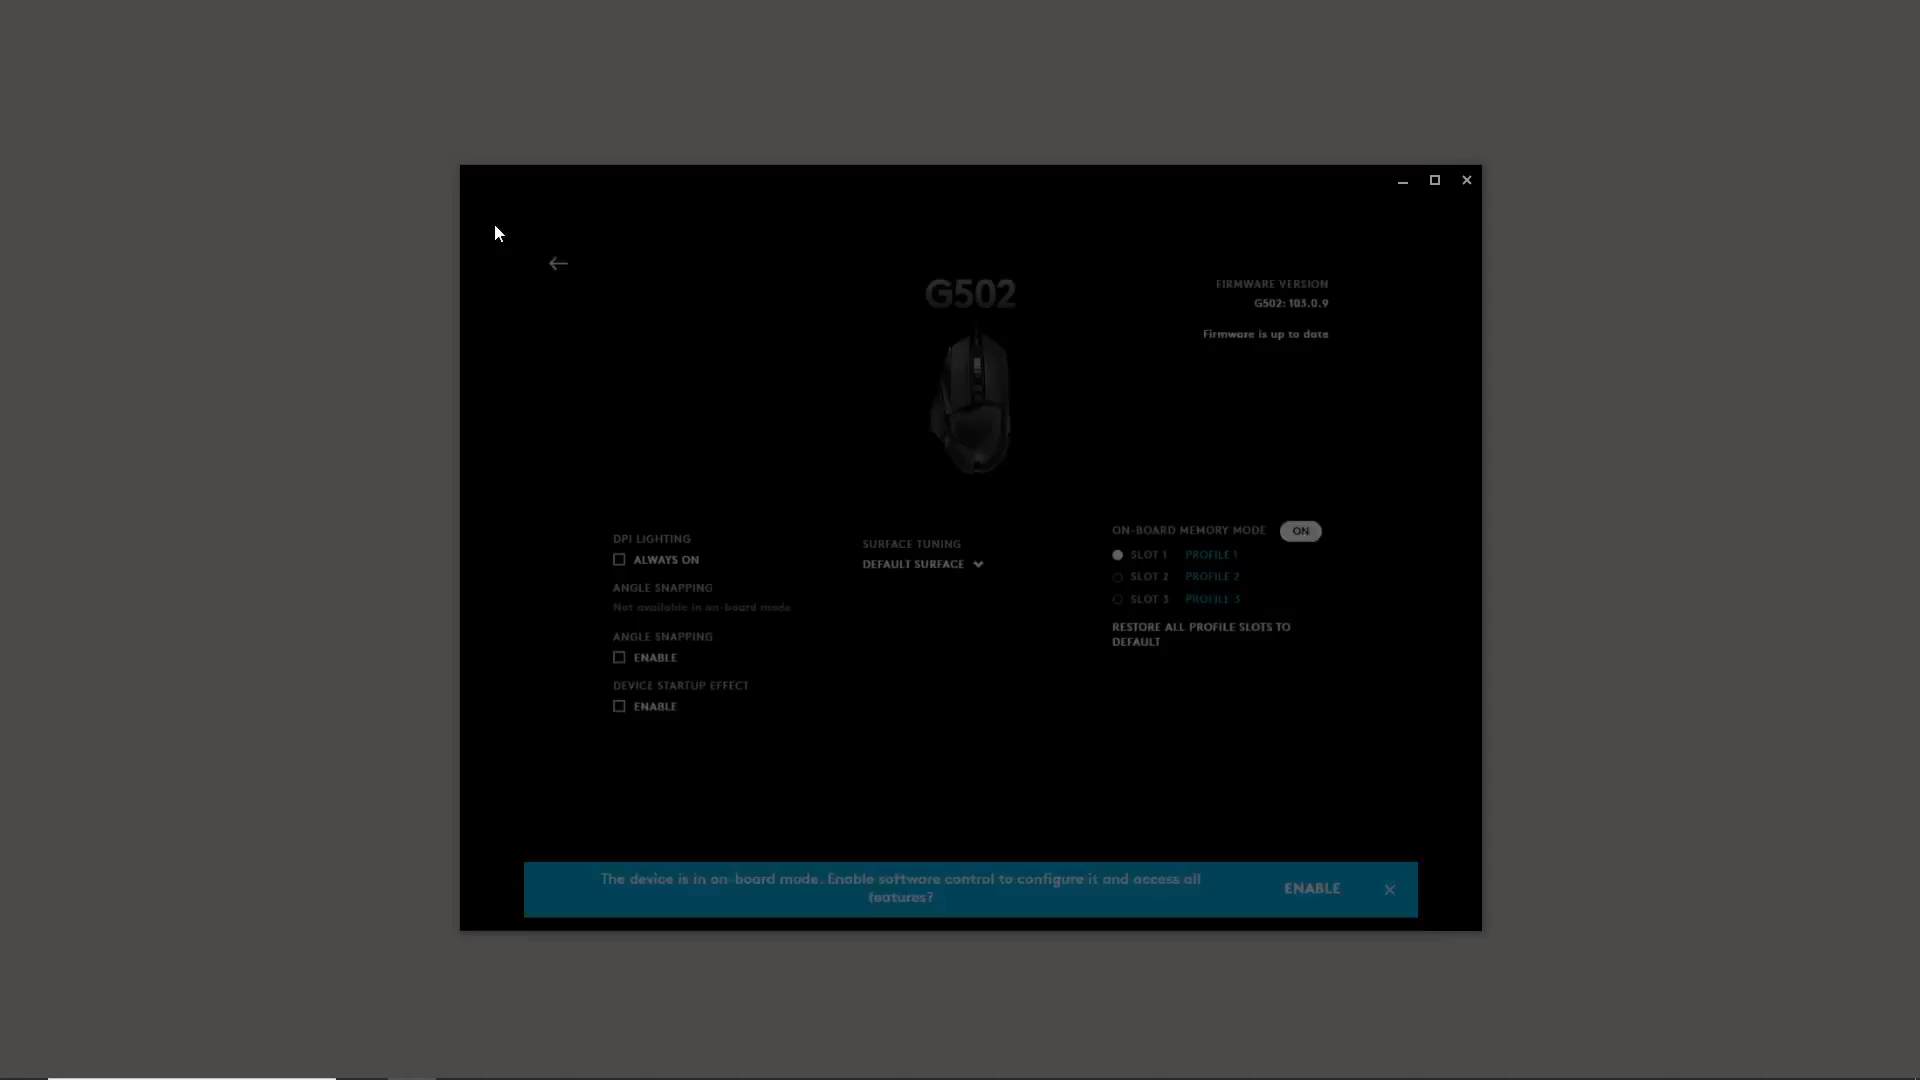 G502
FIRMWARE VERSION
G502: 103.0.9
Firmware is up to date
DPI LIGHTING
ALWAYS ON
ANGLE SNAPPING
Not available in on-board mode
ANGLE SNAPPING
ENABLE
DEVICE STARTUP EFFECT
ENABLE
SURFACE TUNING
DEFAULT SURFACE
ON-BOARD MEMORY MODE ON
SLOT 1 PROFILE 1
SLOT 2 PROFILE 2
SLOT 3 PROFILE 3
RESTORE ALL PROFILE SLOTS TO
DEFAULT
The device is in on-board mode. Enable software control to configure it and access all
features?
ENABLE